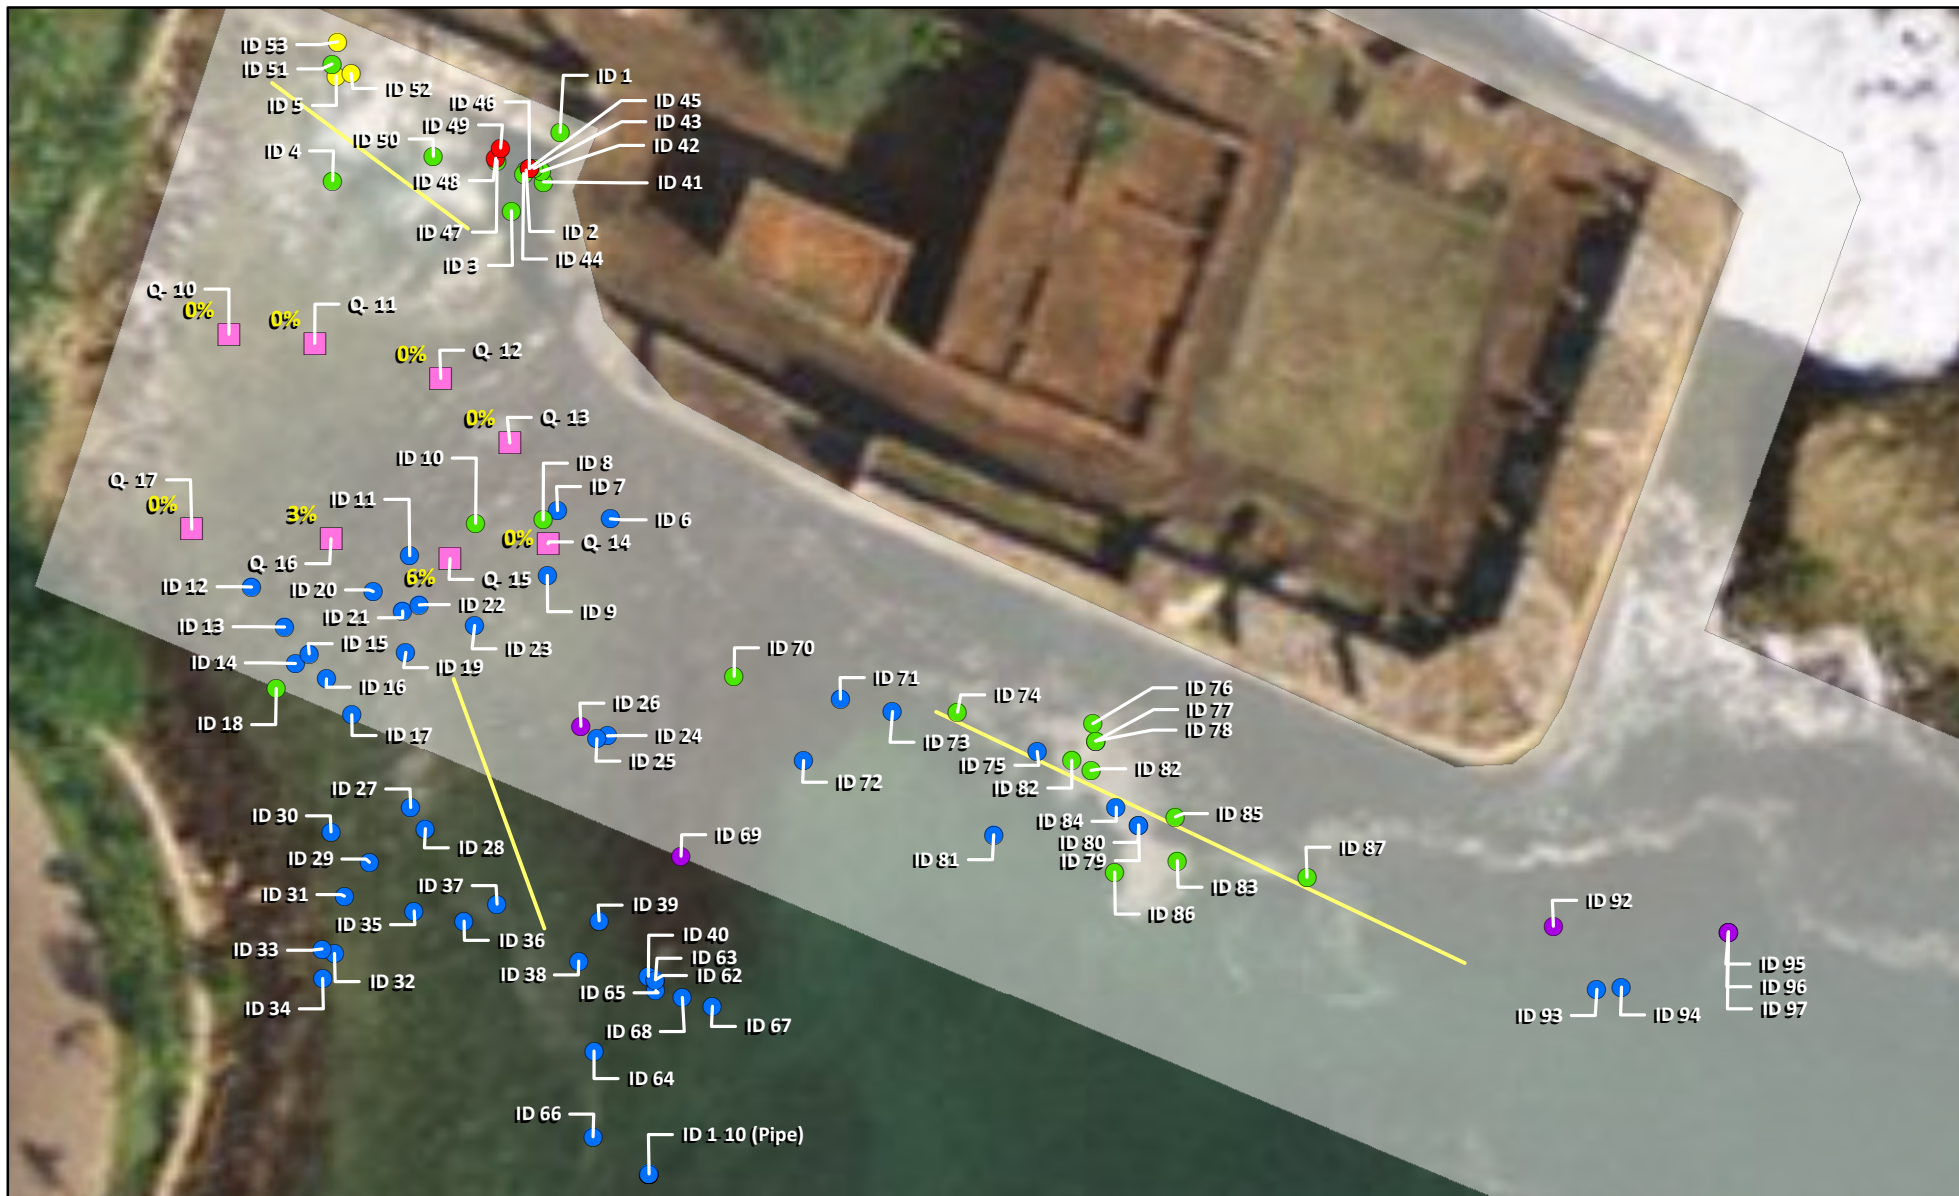 ID 53
ID 51
ID 5
ID 52
ID 1
ID 46
ID 45
ID 49
ID 43
ID 50
ID 42
ID 4
ID 48
ID 41
ID 47
ID 2
ID 3
ID 44
Q- 10
0%
Q- 11
0%
Q- 12
0%
Q- 13
0%
ID 10
ID 8
Q- 17
0%
ID 7
ID 11
3%
ID 6
0%
Q- 14
Q- 16
6%
Q- 15
ID 12
ID 20
ID 22
ID 9
ID 21
ID 13
ID 15
ID 23
ID 14
ID 19
ID 16
ID 18
ID 17
ID 70
ID 71
ID 26
ID 24
ID 25
ID 74
ID 76
ID 77
ID 78
ID 73
ID 75
ID 82
ID 72
ID 82
ID 27
ID 30
ID 28
ID 29
ID 69
ID 85
ID 84
ID 80
ID 79
ID 81
ID 87
ID 83
ID 31
ID 37
ID 35
ID 39
ID 86
ID 92
ID 36
ID 40
ID 33
ID 63
ID 38
ID 62
ID 95
ID 32
ID 65
ID 96
ID 34
ID 97
ID 68
ID 67
ID 93
ID 94
ID 64
ID 66
ID 1 10 (Pipe)